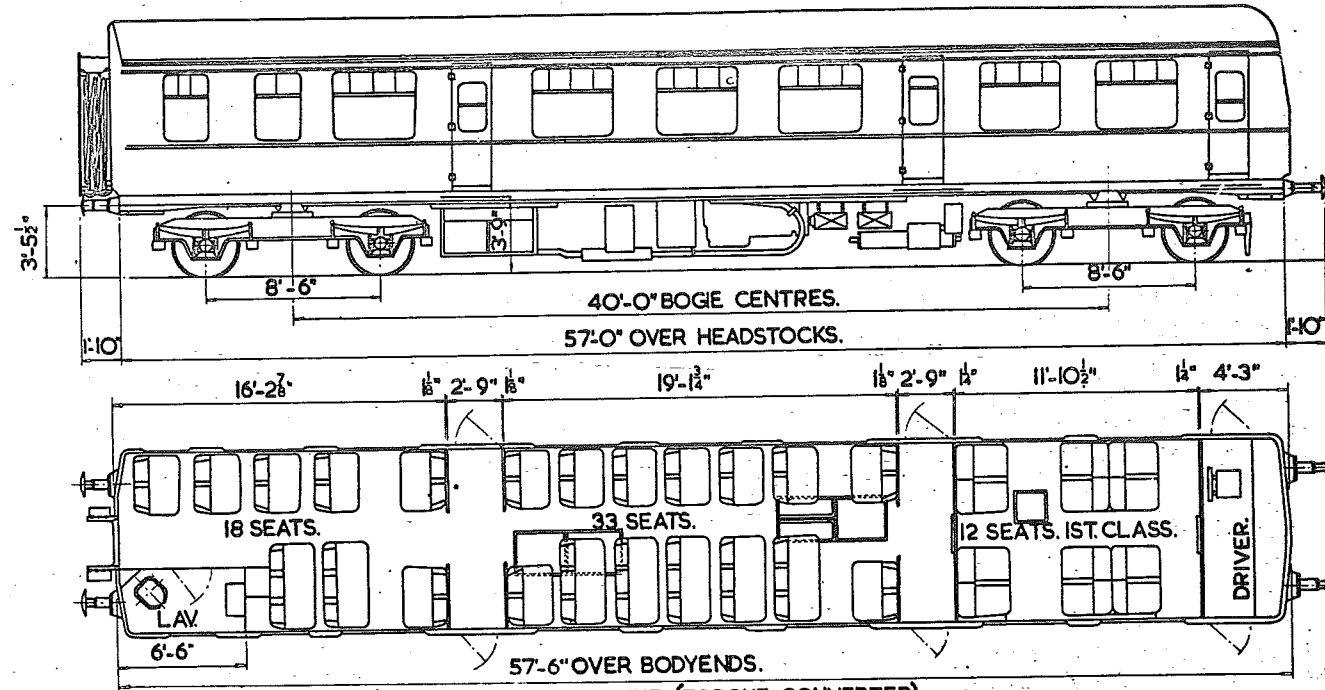 3'-5½"
3'-0"
8'-6"
8'-6"
40'-0" BOGIE CENTRES.
1'-10"
57'-0" OVER HEADSTOCKS.
1'-10"
16'-2⅞"
1⅛"
2'-9"
1⅛"
19'-1¾"
1⅛"
2'-9"
1¼"
11'-10½"
1¼"
4'-3"
18 SEATS.
33 SEATS.
12 SEATS. IST. CLASS.
DRIVER.
LAV.
6'-6"
57'-6" OVER BODYENDS.
(TORQUE CONVERTER)